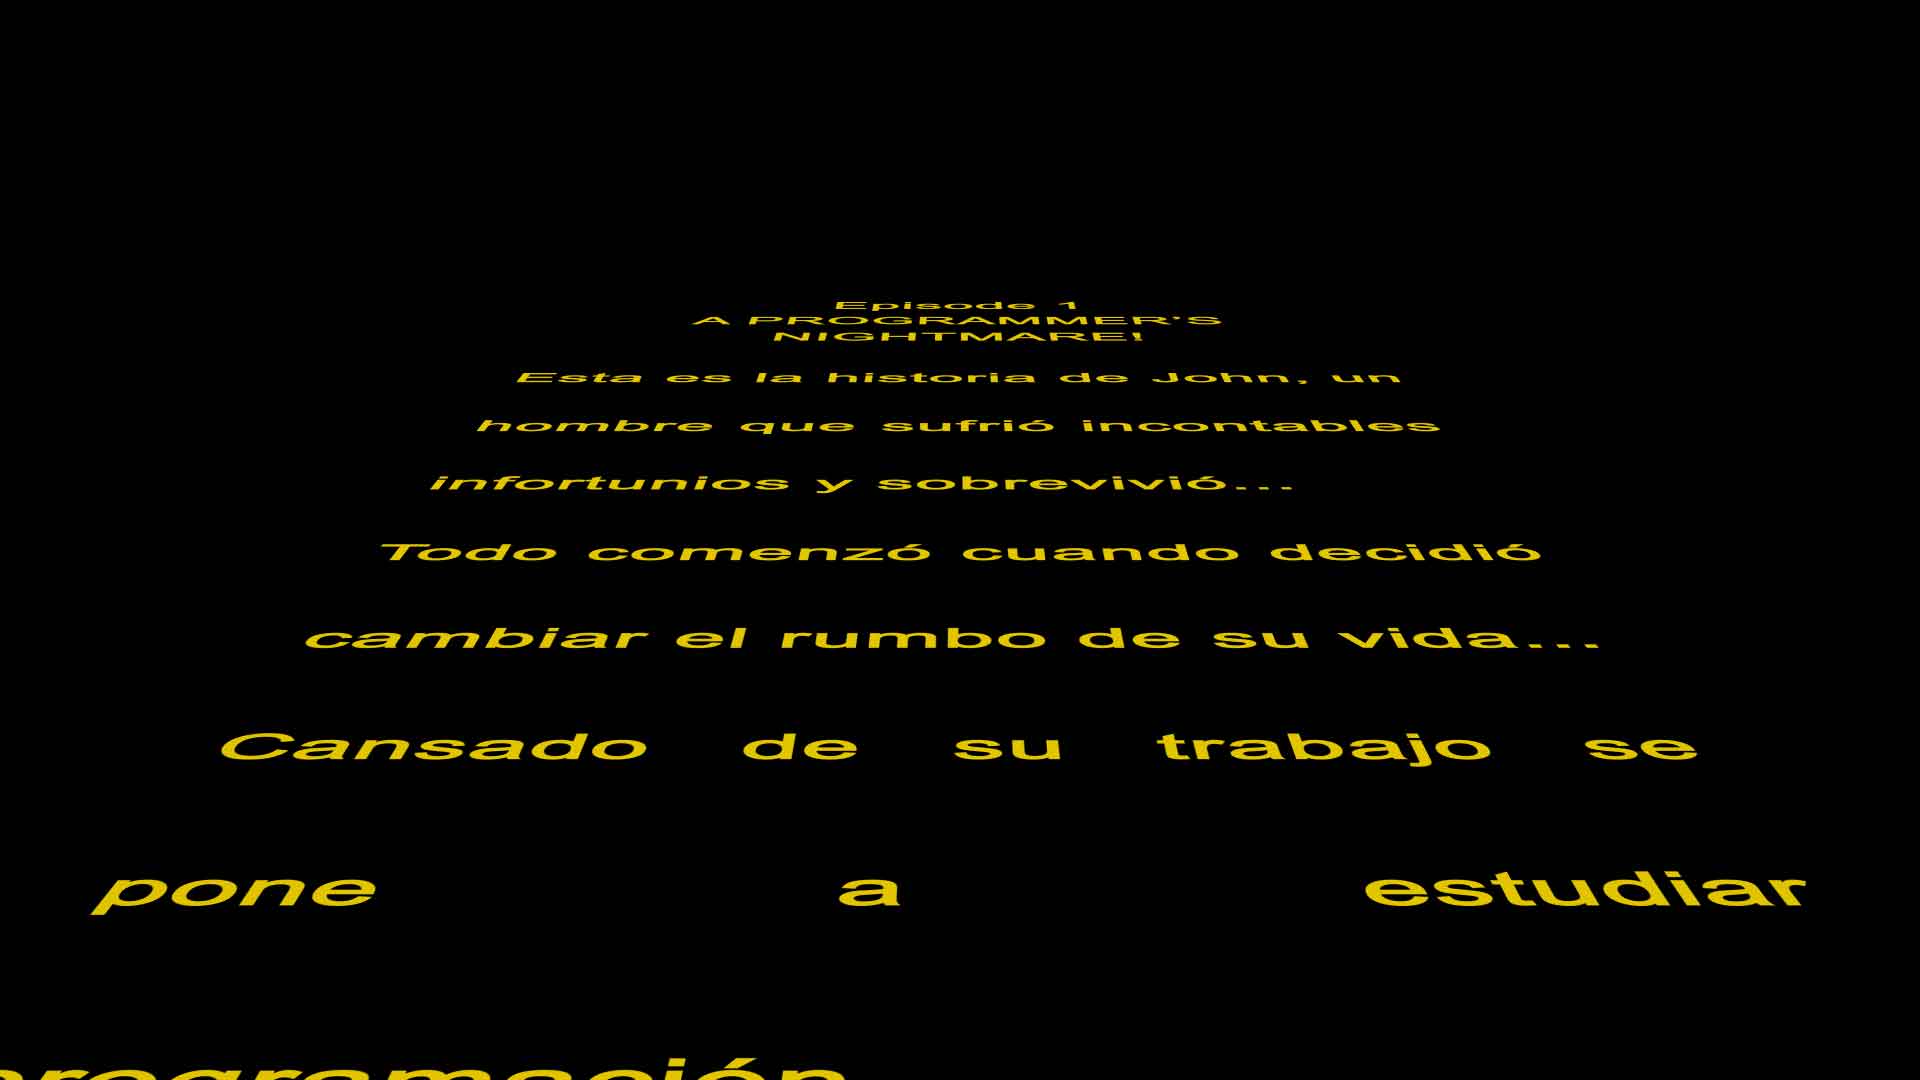 Episode 1
A PROGRAMMER'S
NIGHTMARE!
Esta es la historia de John, un
hombre que sufrió incontables
infortunios y sobrevivió...
Todo comenzó cuando decidió
cambiar el rumbo de su vida...
Cansado de su trabajo se
pone a estudiar
programación